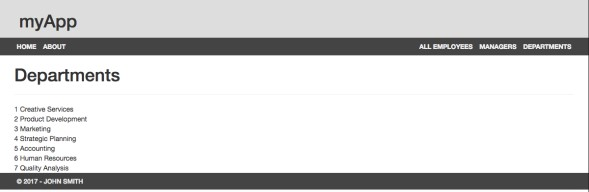 myApp
HOME ABOUT ALL EMPLOYEES MANAGERS DEPARTMENTS
Departments
1 Creative Services
2 Product Development
3 Marketing
4 Strategic Planning
5 Accounting
6 Human Resources
7 Quality Analysis
© 2017 - JOHN SMITH